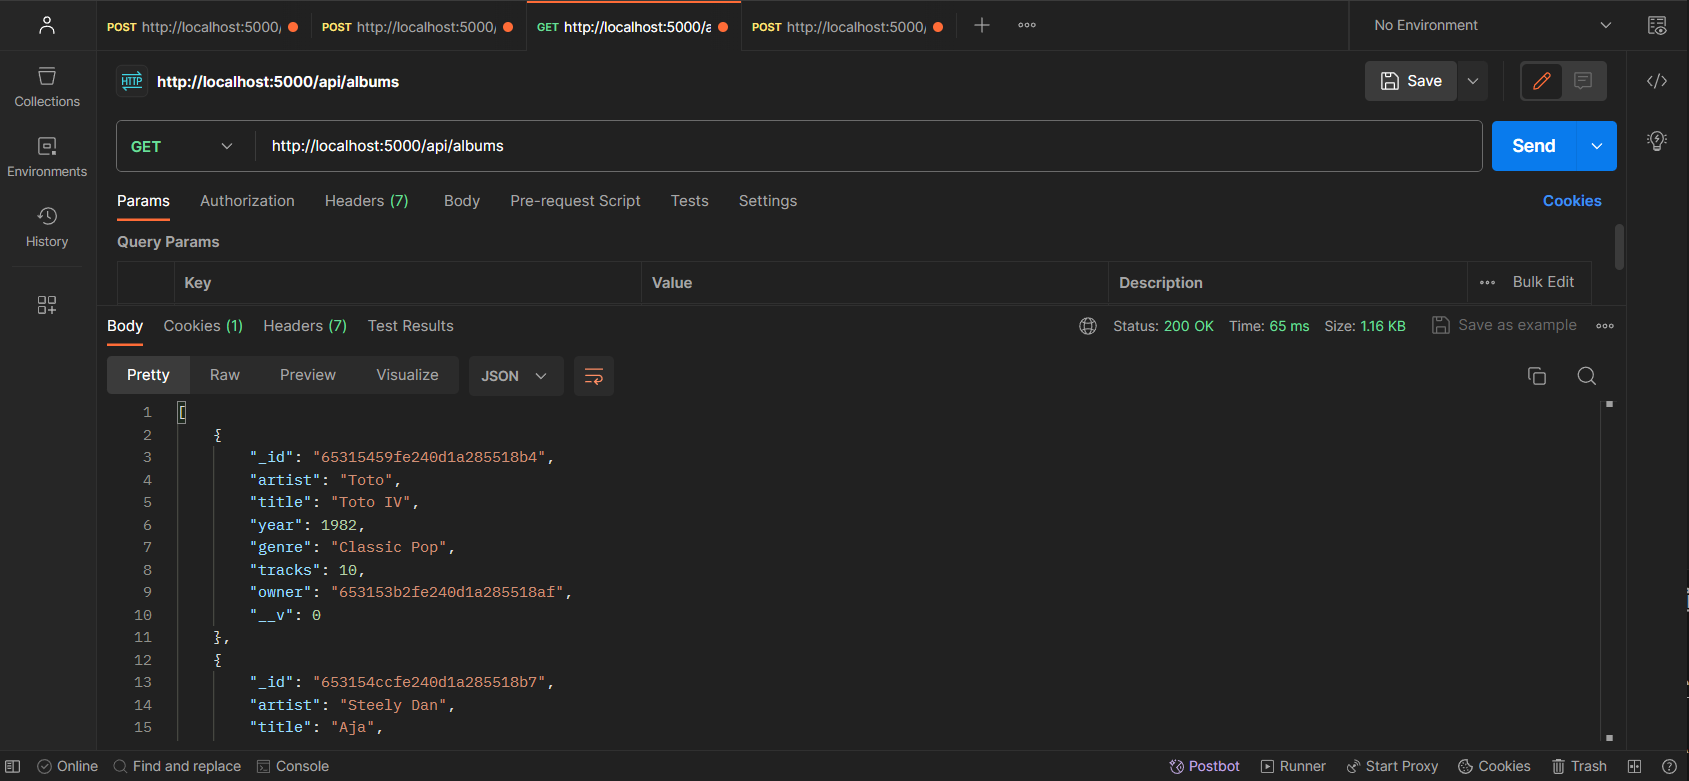 POST http://localhost:5000/ POST http://localhost:5000/ GET http://localhost:5000/a POST http://localhost:5000/ No Environment
Collections
Environments
History
HTTP http://localhost:5000/api/albums Save
GET http://localhost:5000/api/albums Send
Params Authorization Headers (7) Body Pre-request Script Tests Settings Cookies
Query Params
Key Value Description Bulk Edit
Body Cookies (1) Headers (7) Test Results Status: 200 OK Time: 65 ms Size: 1.16 KB Save as example
Pretty Raw Preview Visualize JSON
1 [
2 {
3 "_id": "65315459fe240d1a285518b4",
4 "artist": "Toto",
5 "title": "Toto IV",
6 "year": 1982,
7 "genre": "Classic Pop",
8 "tracks": 10,
9 "owner": "653153b2fe240d1a285518af",
10 "__v": 0
11 },
12 {
13 "_id": "653154ccfe240d1a285518b7",
14 "artist": "Steely Dan",
15 "title": "Aja",
Online Find and replace Console Postbot Runner Start Proxy Cookies Trash